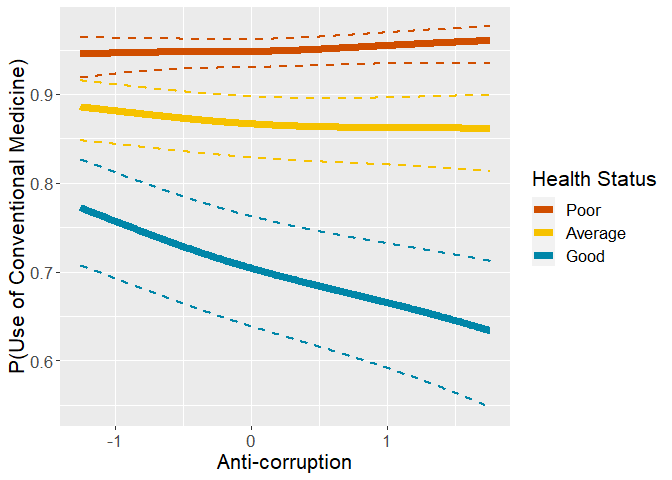 P(Use of Conventional Medicine)
0.9
0.8
0.7
0.6
-1
0
1
Anti-corruption
Health Status
Poor
Average
Good